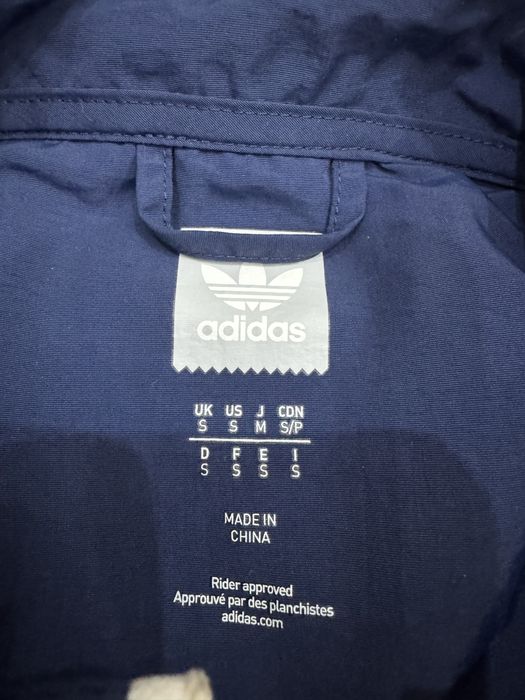 adidas
UK US J CDN
S S M S/P
D F E I
S S S S
MADE IN
CHINA
Rider approved
Approuvé par des planchistes
adidas.com